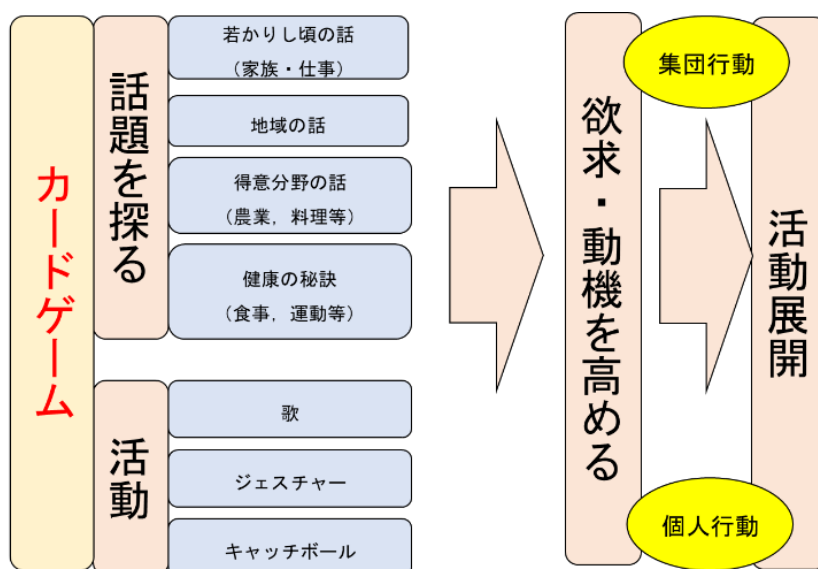 カードゲーム
話題を探る
若かりし頃の話
（家族・仕事）
地域の話
得意分野の話
（農業，料理等）
健康の秘訣
（食事，運動等）
活動
歌
ジェスチャー
キャッチボール
欲求・動機を高める
集団行動
個人行動
活動展開